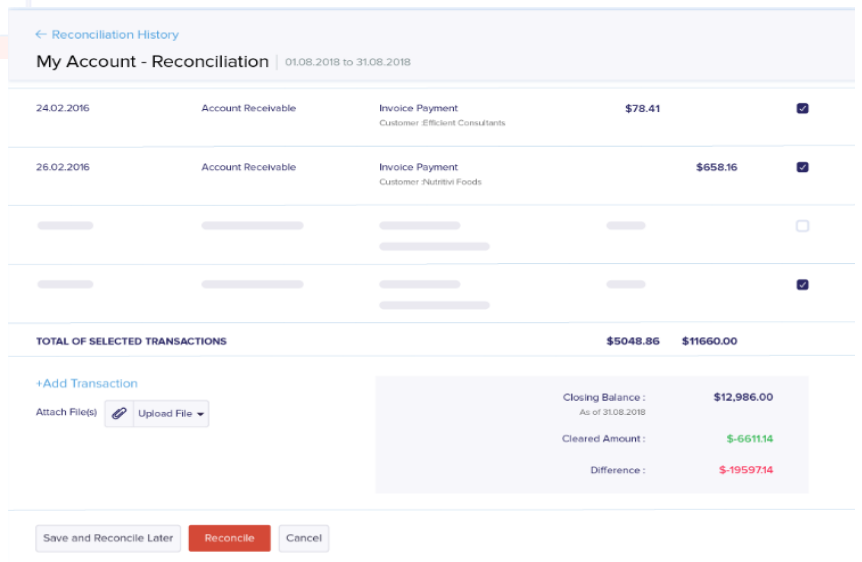 ← Reconciliation History
My Account - Reconciliation | 01.08.2018 to 31.08.2018
24.02.2016 Account Receivable Invoice Payment $78.41
Customer :Efficient Consultants
26.02.2016 Account Receivable Invoice Payment $658.16
Customer :Nutritivi Foods
TOTAL OF SELECTED TRANSACTIONS $5048.86 $11660.00
+Add Transaction
Attach File(s) Upload File
Closing Balance : $12,986.00
As of 31.08.2018
Cleared Amount : $-6611.14
Difference : $-19597.14
Save and Reconcile Later Reconcile Cancel